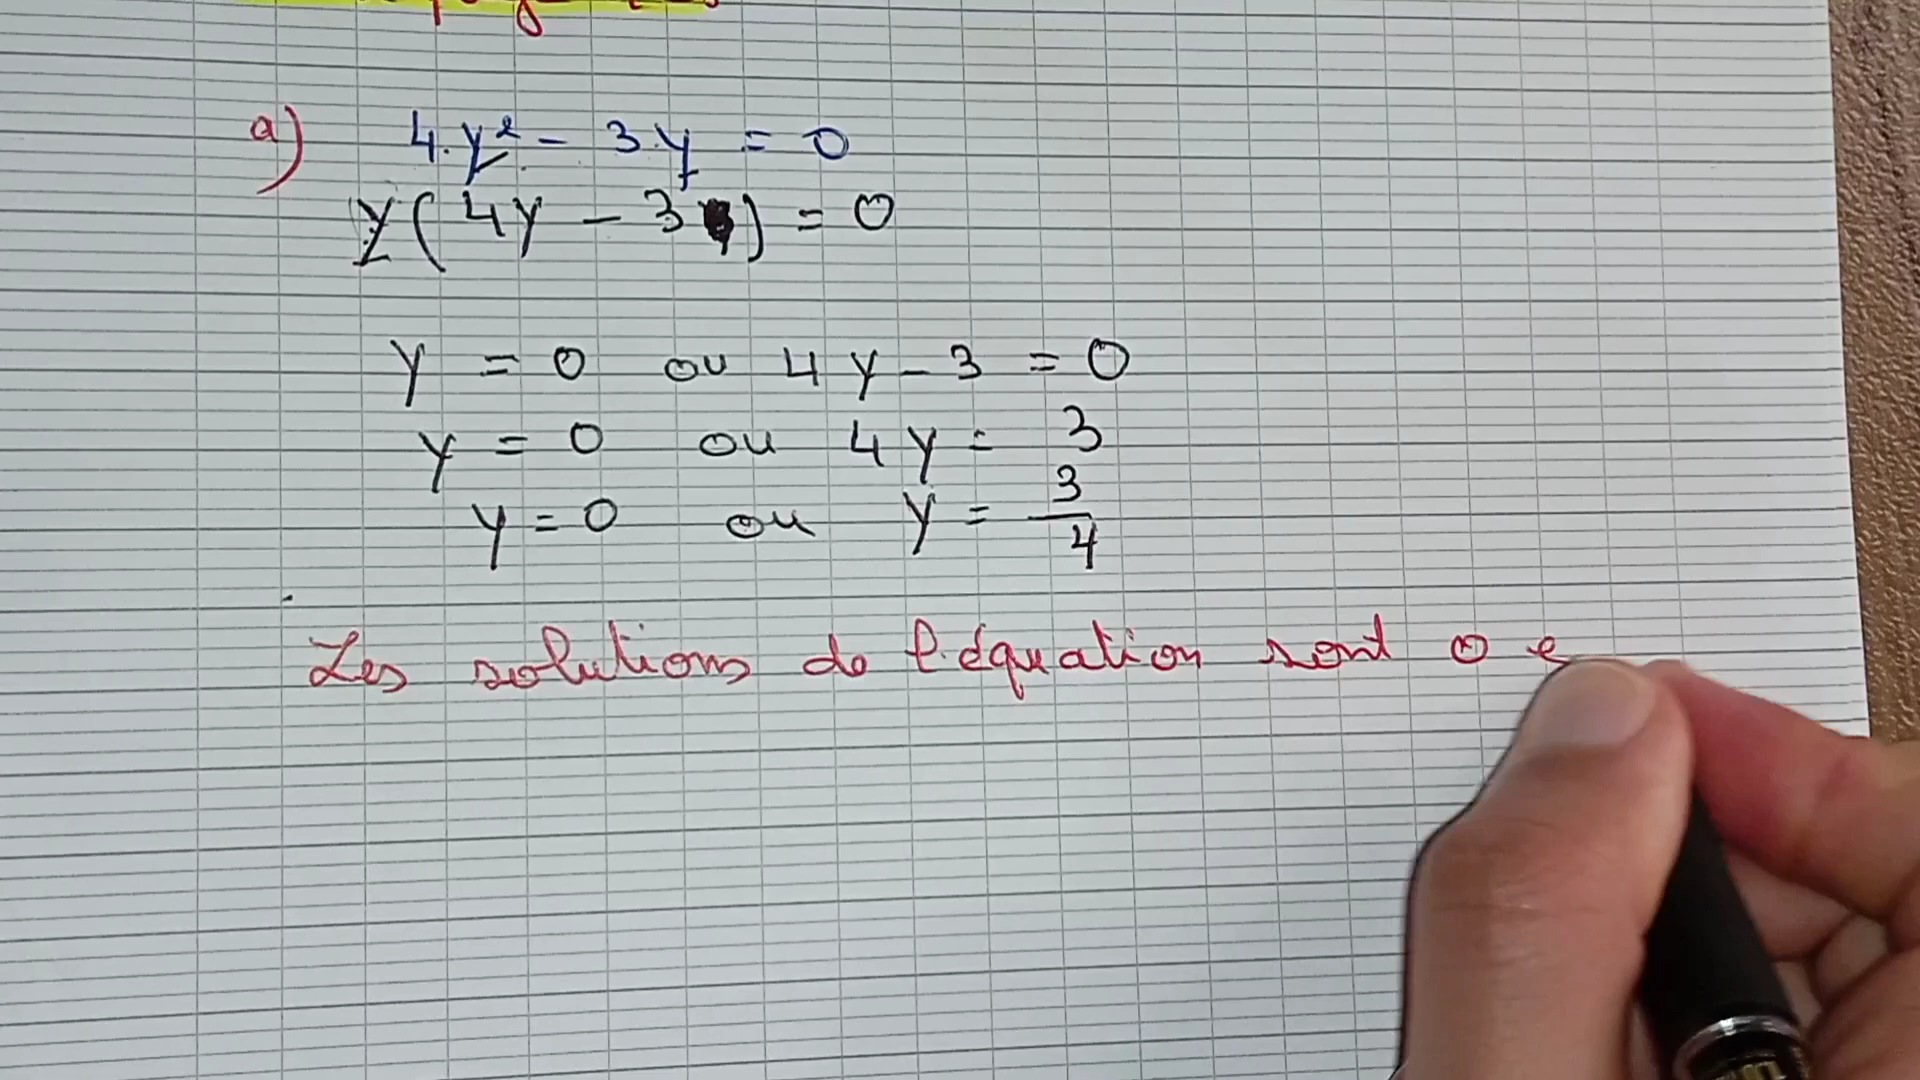 a) 4.y² - 3.y = 0
y(4y - 3) = 0
y = 0 ou 4y - 3 = 0
y = 0 ou 4y = 3
y = 0 ou y = 3/4
Les solutions de l'équation sont 0 e